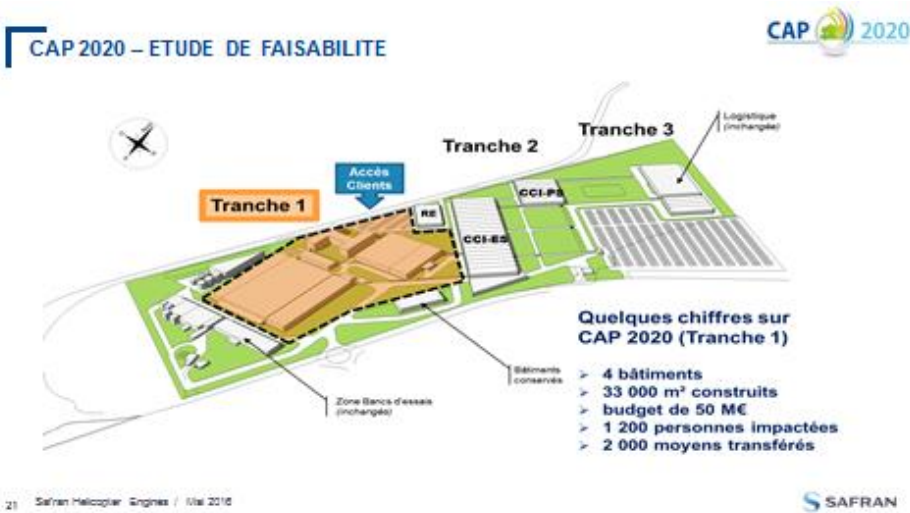 CAP 2020 – ETUDE DE FAISABILITE
CAP 2020
Tranche 3
Logistique
(inchangée)
Tranche 2
Accès
Clients
Tranche 1
RE
CCI-PS
CCI-ES
Quelques chiffres sur
CAP 2020 (Tranche 1)
➢ 4 bâtiments
➢ 33 000 m² construits
➢ budget de 50 M€
➢ 1 200 personnes impactées
➢ 2 000 moyens transférés
Bâtiments
conservés
Zone Bancs d'essais
(inchangée)
21 Safran Helicopter Engines / Mai 2016
SAFRAN